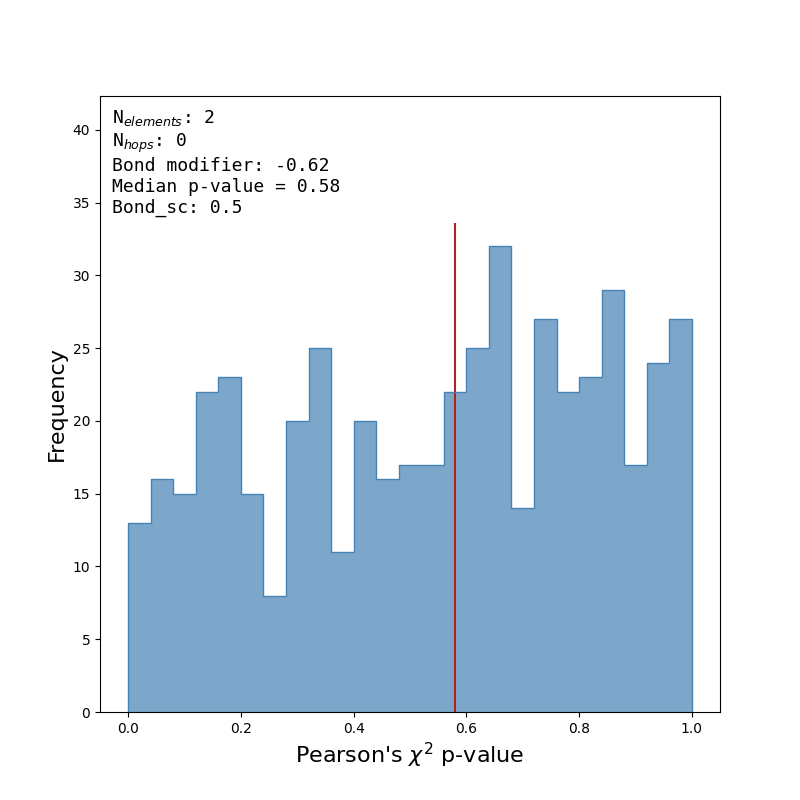 N_elements: 2
N_hops: 0
Bond modifier: -0.62
Median p-value = 0.58
Bond_sc: 0.5
40
35
30
25
20
15
10
5
0
Frequency
0.0 0.2 0.4 0.6 0.8 1.0
Pearson's χ² p-value